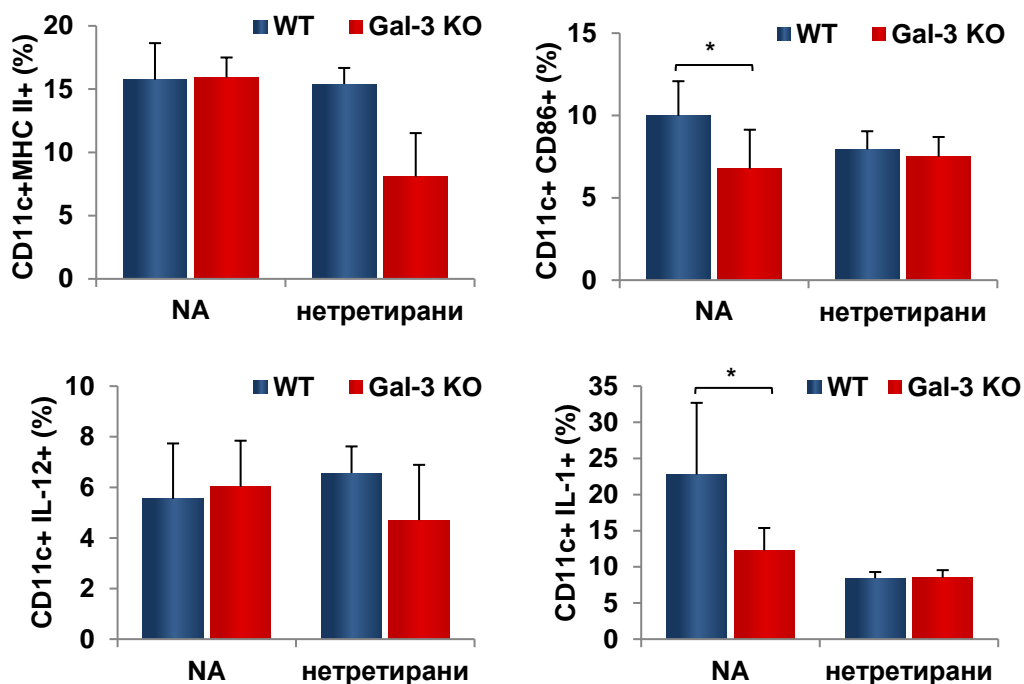 CD11c+MHC II+ (%)
WT Gal-3 KO
20
15
10
5
0
NA нетретирани
CD11c+ CD86+ (%)
WT Gal-3 KO
*
15
10
5
0
NA нетретирани
CD11c+ IL-12+ (%)
WT Gal-3 KO
10
8
6
4
2
0
NA нетретирани
CD11c+ IL-1+ (%)
WT Gal-3 KO
*
35
30
25
20
15
10
5
0
NA нетретирани